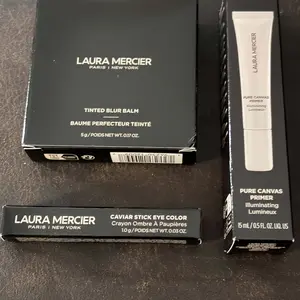 LAURA MERCIER
PARIS | NEW YORK
TINTED BLUR BALM
BAUME PERFECTEUR TEINTÉ
5g / POIDS NET WT. 0.17 OZ.
LAURA MERCIER
PURE CANVAS
PRIMER
Illuminating
Lumineux
PURE CANVAS
PRIMER
Illuminating
Lumineux
15 mL / 0.5 FL. OZ. LIQ. US
LAURA MERCIER
PARIS | NEW YORK
CAVIAR STICK EYE COLOR
Crayon Ombre À Paupières
1.0 g / POIDS NET WT. 0.03 OZ.